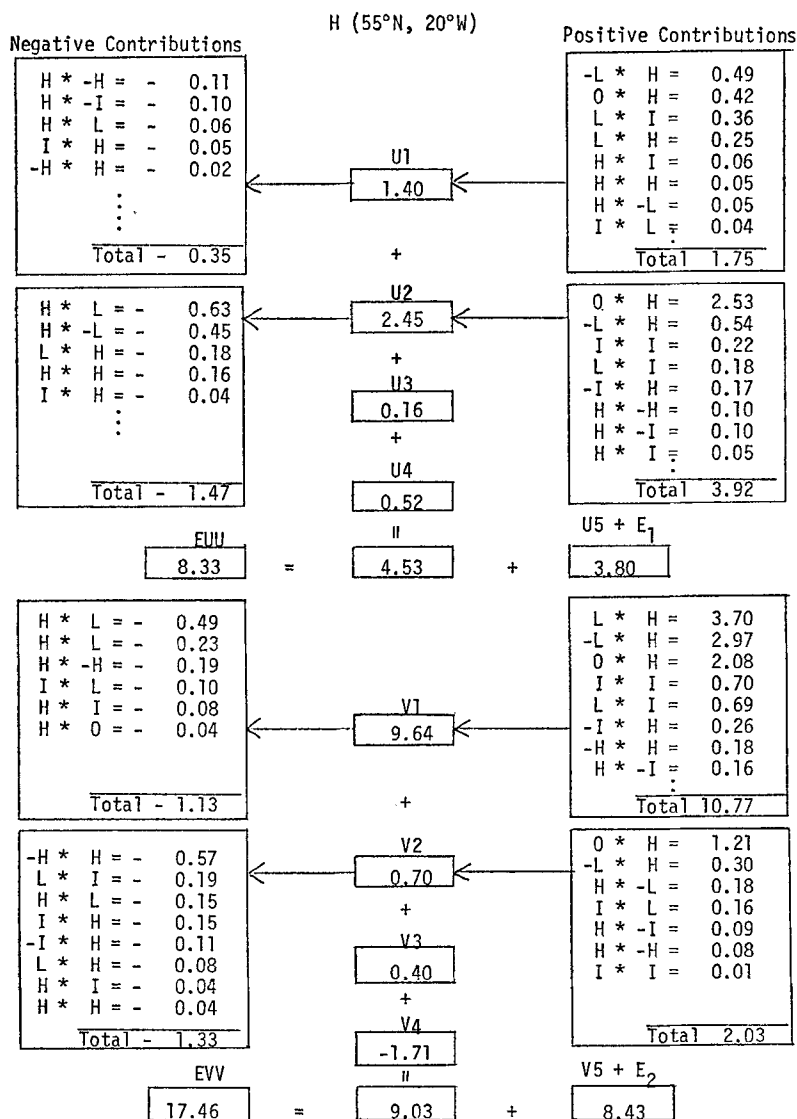 H (55°N, 20°W)
Negative Contributions
Positive Contributions
H * -H = - 0.11
H * -I = - 0.10
H * L = - 0.06
I * H = - 0.05
-H * H = - 0.02
Total - 0.35
U1
1.40
-L * H = 0.49
O * H = 0.42
L * I = 0.36
L * H = 0.25
H * I = 0.06
H * H = 0.05
H * -L = 0.05
I * L = 0.04
Total 1.75
+
H * L = - 0.63
H * -L = - 0.45
L * H = - 0.18
H * H = - 0.16
I * H = - 0.04
Total - 1.47
U2
2.45
+
U3
0.16
+
U4
0.52
O * H = 2.53
-L * H = 0.54
I * I = 0.22
L * I = 0.18
-I * H = 0.17
H * -H = 0.10
H * -I = 0.10
H * I = 0.05
Total 3.92
EUU = U5 + E1
8.33 = 4.53 + 3.80
H * L = - 0.49
H * L = - 0.23
H * -H = - 0.19
I * L = - 0.10
H * I = - 0.08
H * O = - 0.04
Total - 1.13
V1
9.64
L * H = 3.70
-L * H = 2.97
O * H = 2.08
I * I = 0.70
L * I = 0.69
-I * H = 0.26
-H * H = 0.18
H * -I = 0.16
Total 10.77
+
-H * H = - 0.57
L * I = - 0.19
H * L = - 0.15
I * H = - 0.15
-I * H = - 0.11
L * H = - 0.08
H * I = - 0.04
H * H = - 0.04
Total - 1.33
V2
0.70
+
V3
0.40
+
V4
-1.71
O * H = 1.21
-L * H = 0.30
H * -L = 0.18
I * L = 0.16
H * -I = 0.09
H * -H = 0.08
I * I = 0.01
Total 2.03
EVV = V5 + E2
17.46 = 9.03 + 8.43